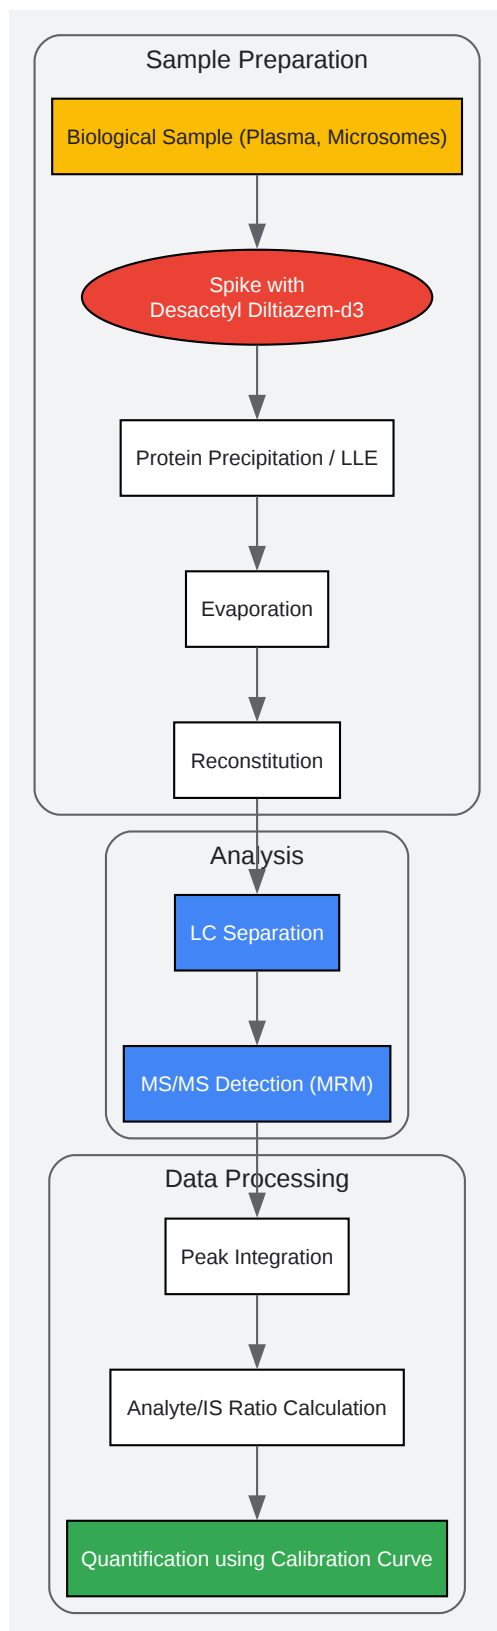 Sample Preparation
Biological Sample (Plasma, Microsomes)
Spike with
Desacetyl Diltiazem-d3
Protein Precipitation / LLE
Evaporation
Reconstitution
Analysis
LC Separation
MS/MS Detection (MRM)
Data Processing
Peak Integration
Analyte/IS Ratio Calculation
Quantification using Calibration Curve